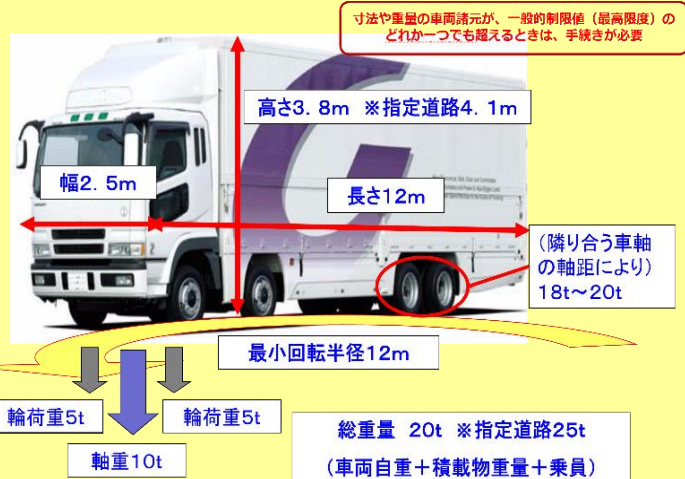 寸法や重量の車両諸元が、一般的制限値（最高限度）の
どれか一つでも超えるときは、手続きが必要
高さ3．8m ※指定道路4．1m
幅2．5m
長さ12m
（隣り合う車軸
の軸距により）
18t～20t
最小回転半径12m
輪荷重5t
輪荷重5t
軸重10t
総重量 20t ※指定道路25t
（車両自重＋積載物重量＋乗員）